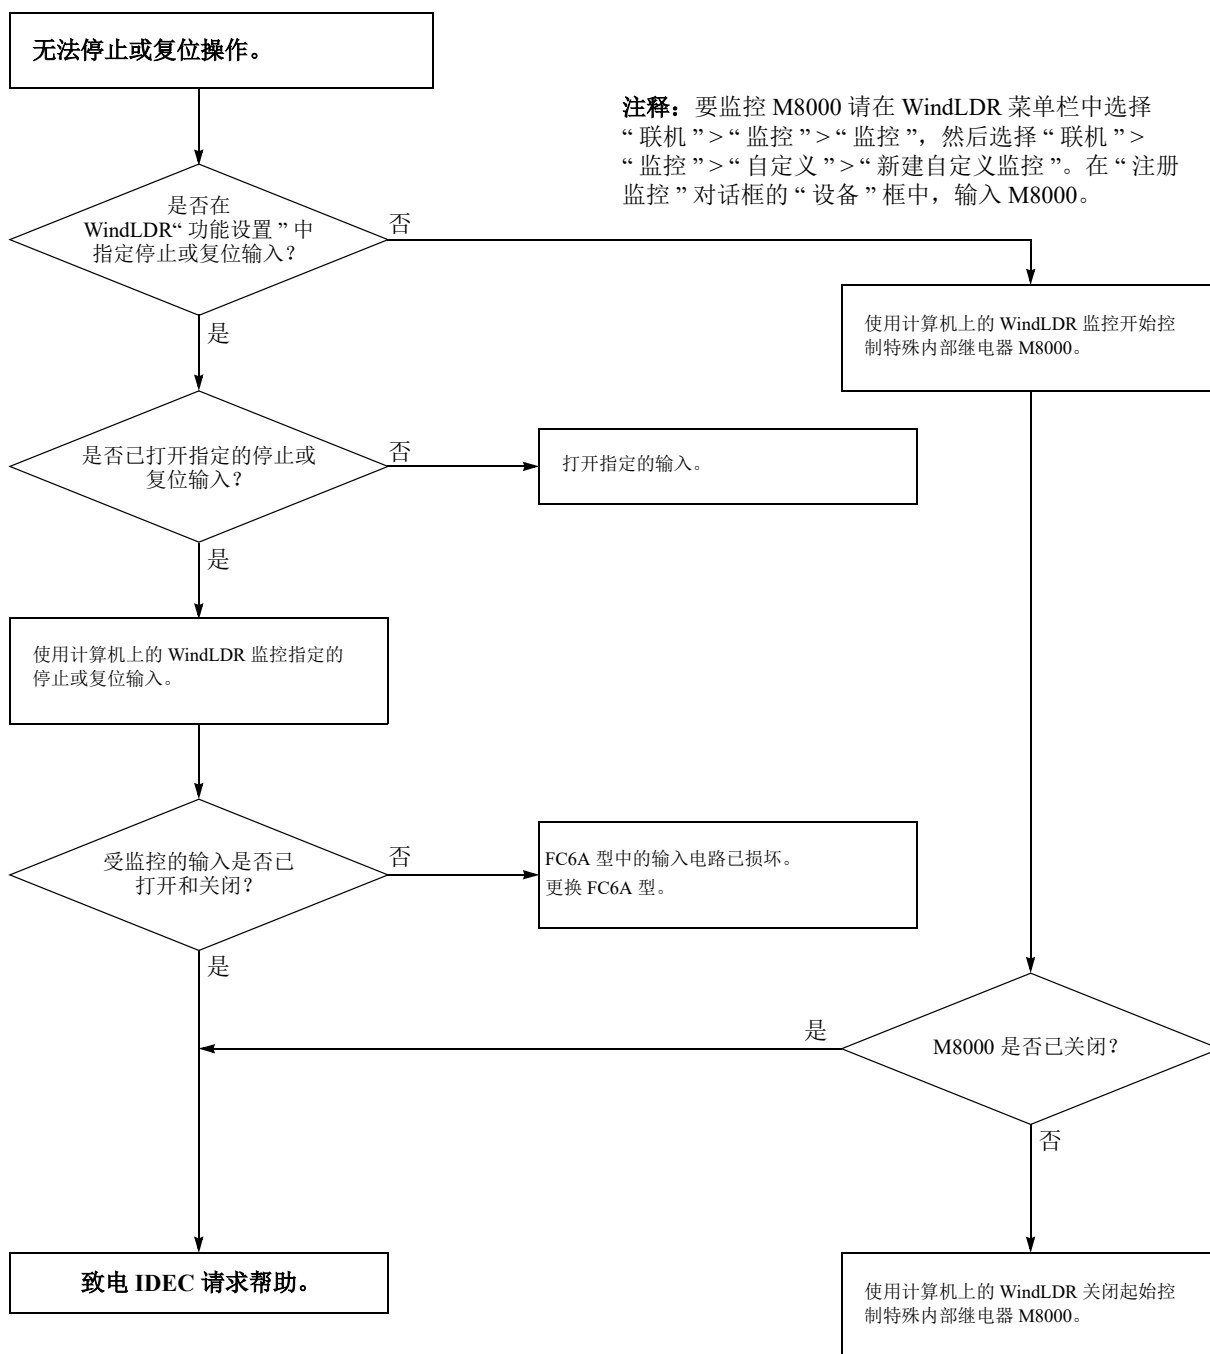 无法停止或复位操作。
注释：要监控 M8000 请在 WindLDR 菜单栏中选择
“ 联机 ” > “ 监控 ” > “ 监控 ”，然后选择 “ 联机 ” >
“ 监控 ” > “ 自定义 ” > “ 新建自定义监控 ”。在 “ 注册
监控 ” 对话框的 “ 设备 ” 框中，输入 M8000。
是否在
WindLDR“ 功能设置 ” 中
指定停止或复位输入？
否
是
使用计算机上的 WindLDR 监控开始控
制特殊内部继电器 M8000。
是否已打开指定的停止或
复位输入？
否
打开指定的输入。
是
使用计算机上的 WindLDR 监控指定的
停止或复位输入。
受监控的输入是否已
打开和关闭？
否
FC6A 型中的输入电路已损坏。
更换 FC6A 型。
是
是
M8000 是否已关闭？
否
致电 IDEC 请求帮助。
使用计算机上的 WindLDR 关闭起始控
制特殊内部继电器 M8000。